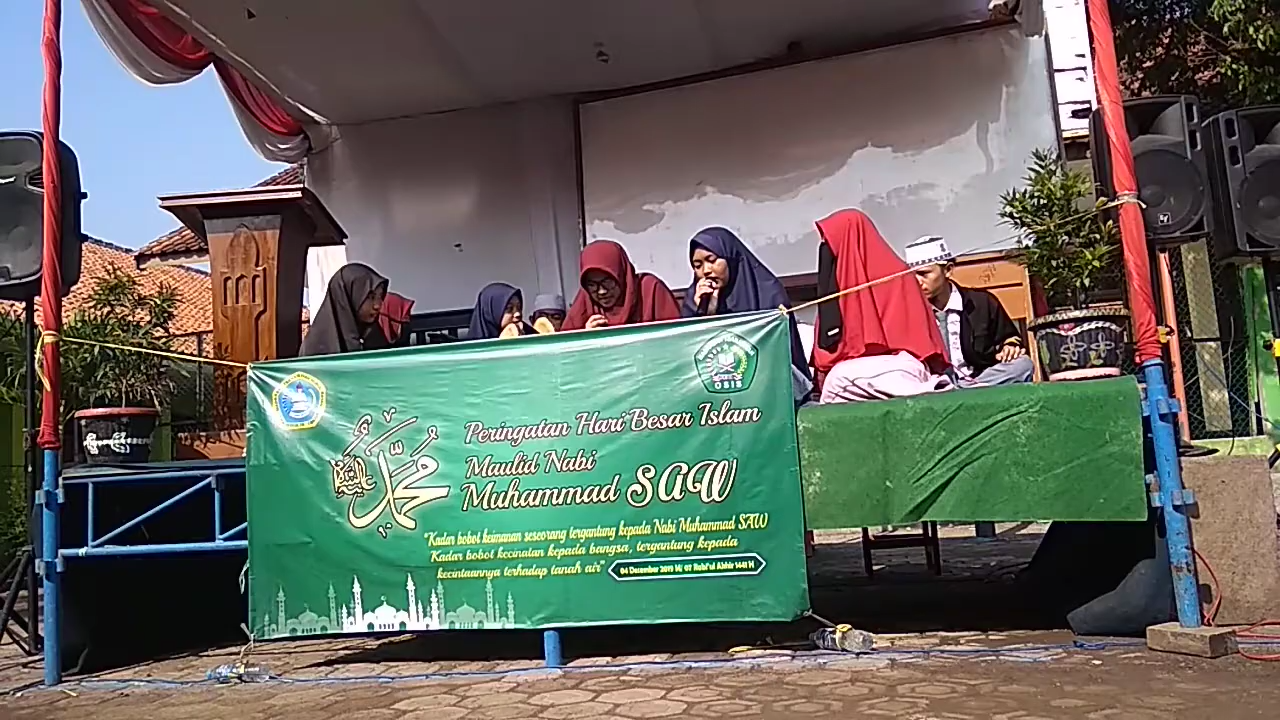 OSIS
محمد
Peringatan Hari Besar Islam
Maulid Nabi
Muhammad SAW
"Kadar bobot keimanan seseorang tergantung kepada Nabi Muhammad SAW
Kadar bobot kecintaan kepada bangsa, tergantung kepada
kecintaannya terhadap tanah air"
04 Desember 2019 M/ 07 Rabi'ul Akhir 1441 H